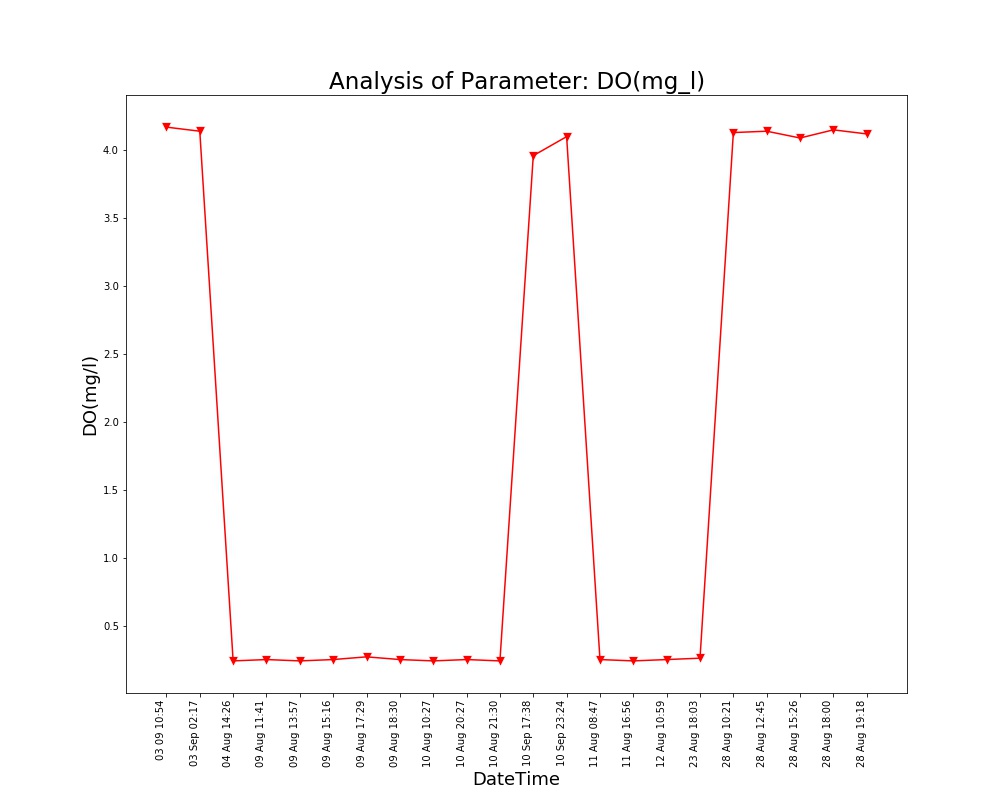 Analysis of Parameter: DO(mg_l)
DO(mg/l)
4.0
3.5
3.0
2.5
2.0
1.5
1.0
0.5
03 09 10:54
03 Sep 02:17
04 Aug 14:26
09 Aug 11:41
09 Aug 13:57
09 Aug 15:16
09 Aug 17:29
09 Aug 18:30
10 Aug 10:27
10 Aug 20:27
10 Aug 21:30
10 Sep 17:38
10 Sep 23:24
11 Aug 08:47
11 Aug 16:56
12 Aug 10:59
23 Aug 18:03
28 Aug 10:21
28 Aug 12:45
28 Aug 15:26
28 Aug 18:00
28 Aug 19:18
DateTime